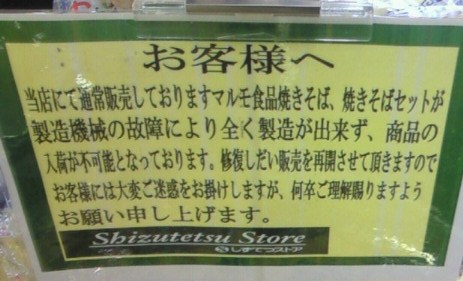 お客様へ
当店にて通常販売しておりますマルモ食品焼きそば、焼きそばセットが
製造機械の故障により全く製造が出来ず、商品の
入荷が不可能となっております。修復しだい販売を再開させて頂きますので
お客様には大変ご迷惑をお掛けしますが、何卒ご理解賜りますよう
お願い申し上げます。
Shizutetsu Store
しずてつストア